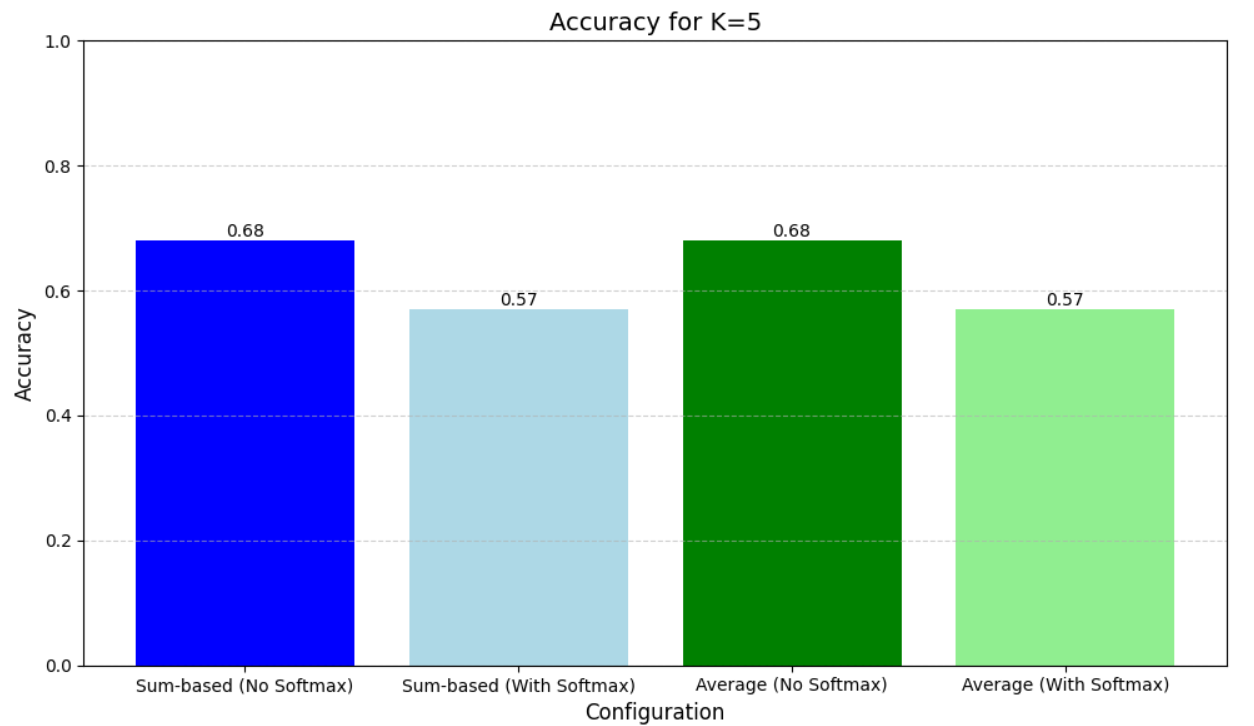 Accuracy for K=5
1.0
0.8
0.6
0.4
0.2
0.0
Accuracy
0.68
0.57
0.68
0.57
Sum-based (No Softmax)
Sum-based (With Softmax)
Average (No Softmax)
Average (With Softmax)
Configuration